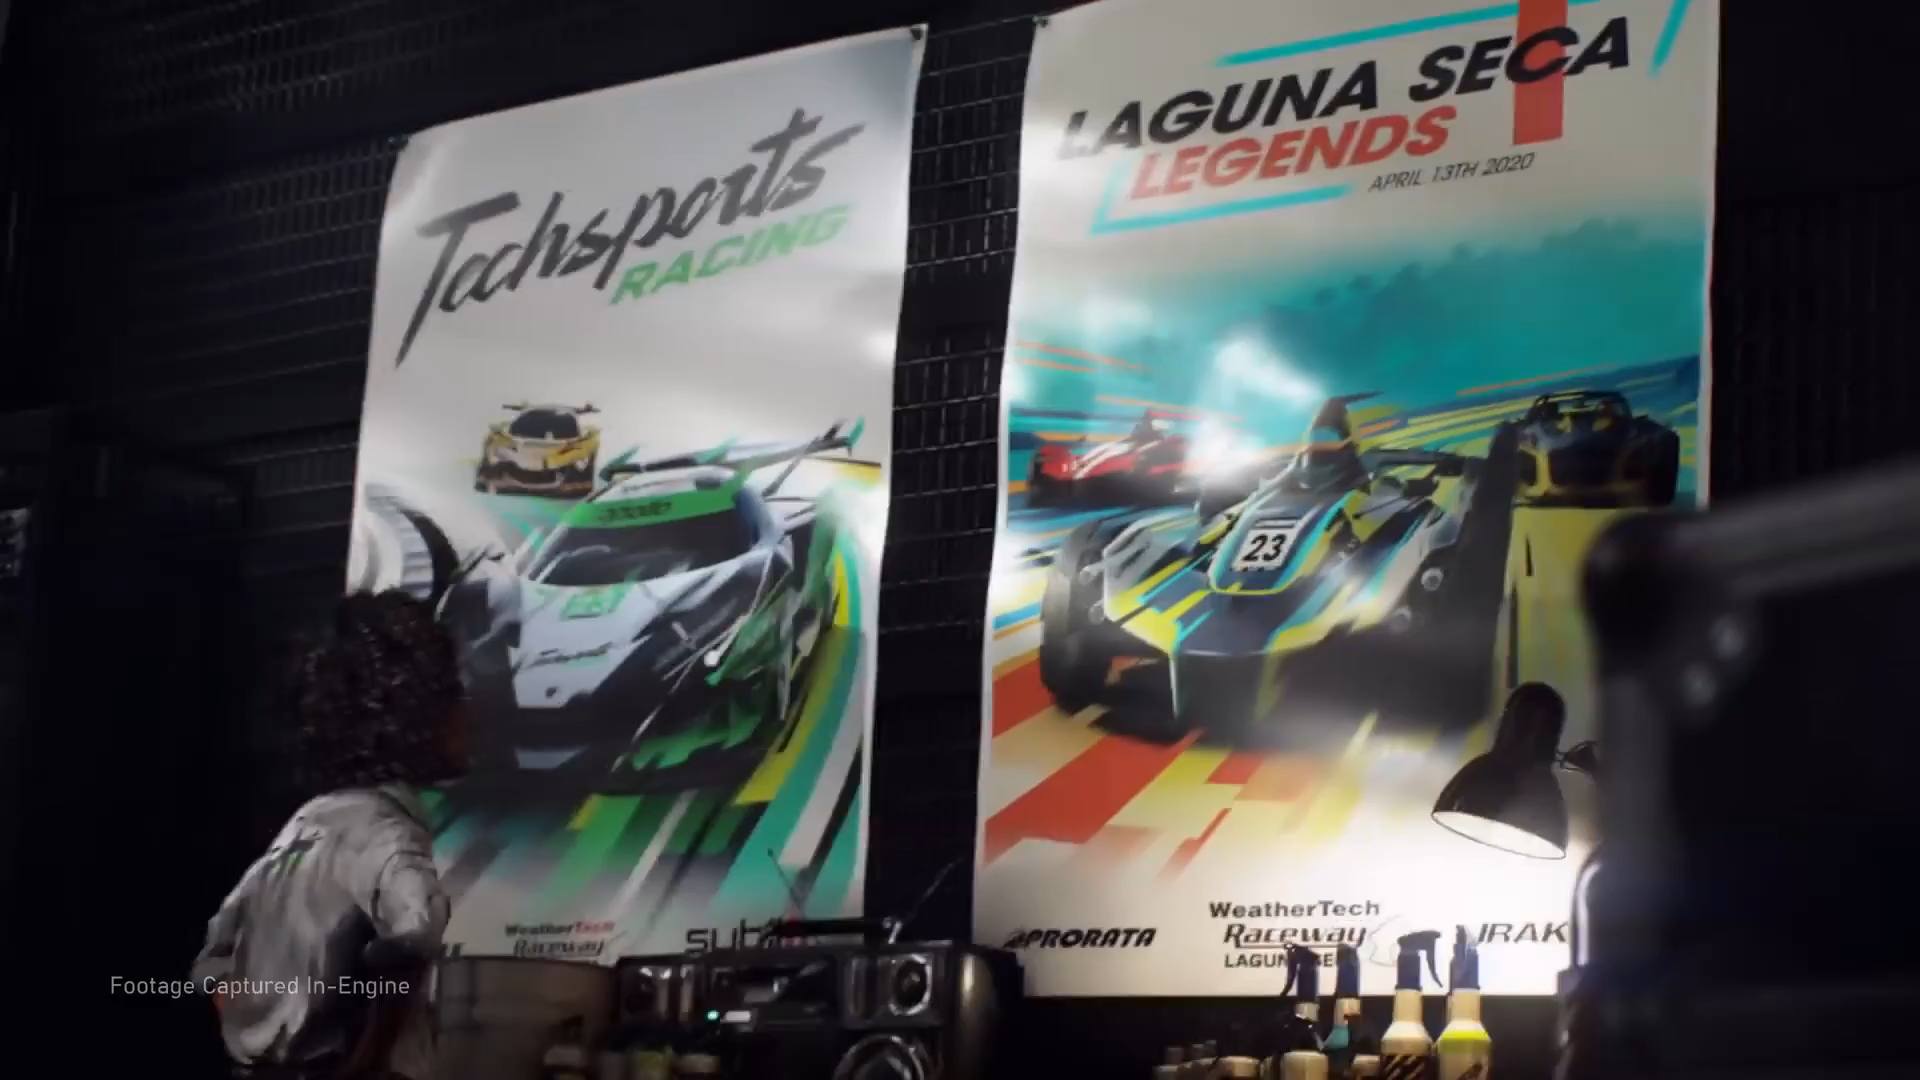 Techsports
RACING
LAGUNA SECA
LEGENDS
APRIL 13TH 2020
23
WeatherTech
Raceway
PRORATA
WeatherTech
Raceway
Footage Captured In-Engine